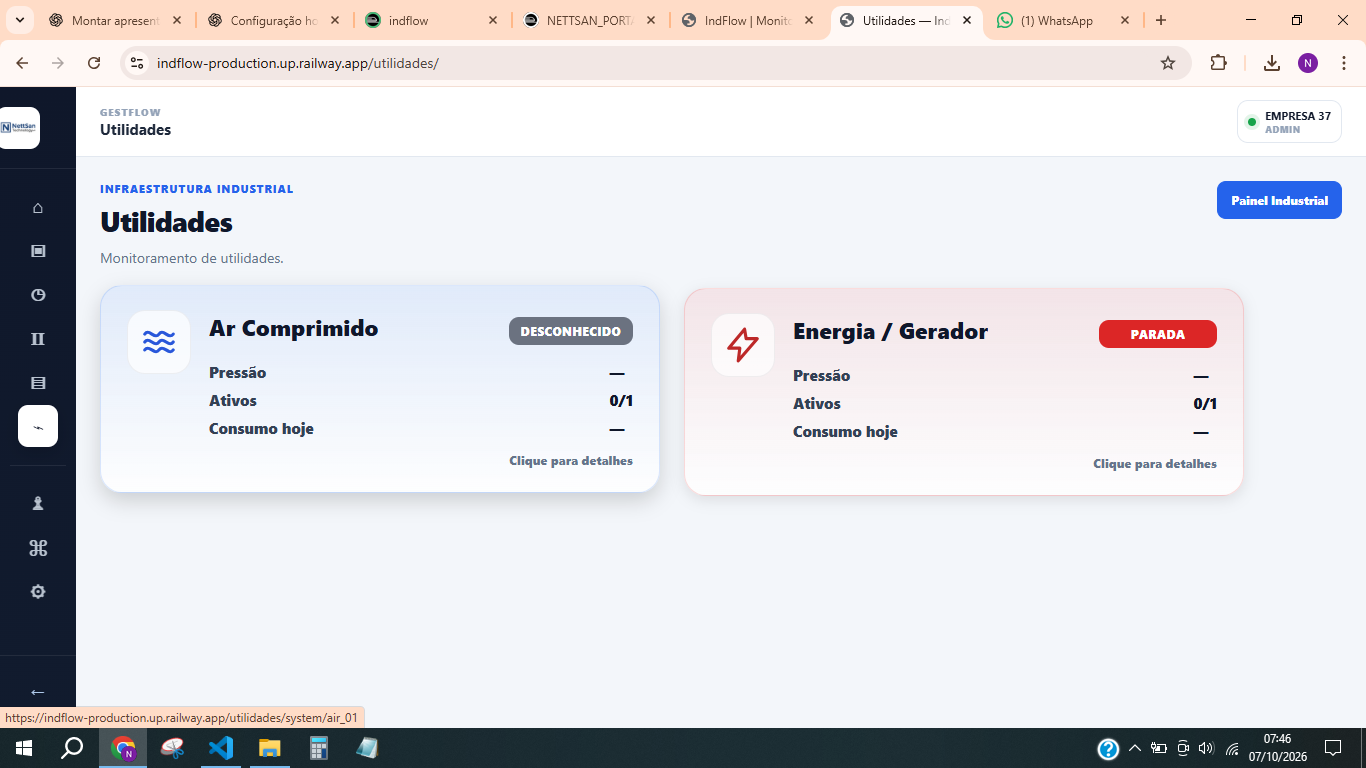 Montar apresent
Configuração ho
indflow
NETTSAN_PORTA
IndFlow | Monito
Utilidades — Ind
(1) WhatsApp
indflow-production.up.railway.app/utilidades/
N
NettSan
GESTFLOW
Utilidades
EMPRESA 37
ADMIN
INFRAESTRUTURA INDUSTRIAL
Utilidades
Monitoramento de utilidades.
Painel Industrial
Ar Comprimido
DESCONHECIDO
Pressão —
Ativos 0/1
Consumo hoje —
Clique para detalhes
Energia / Gerador
PARADA
Pressão —
Ativos 0/1
Consumo hoje —
Clique para detalhes
https://indflow-production.up.railway.app/utilidades/system/air_01
07:46
07/10/2026